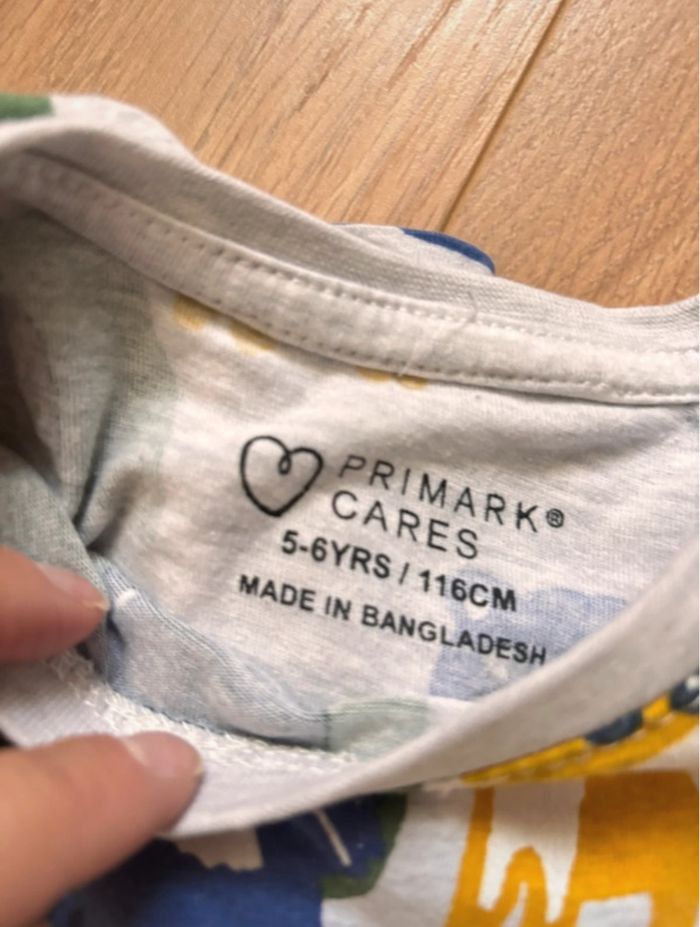 PRIMARK®
CARES
5-6YRS / 116CM
MADE IN BANGLADESH